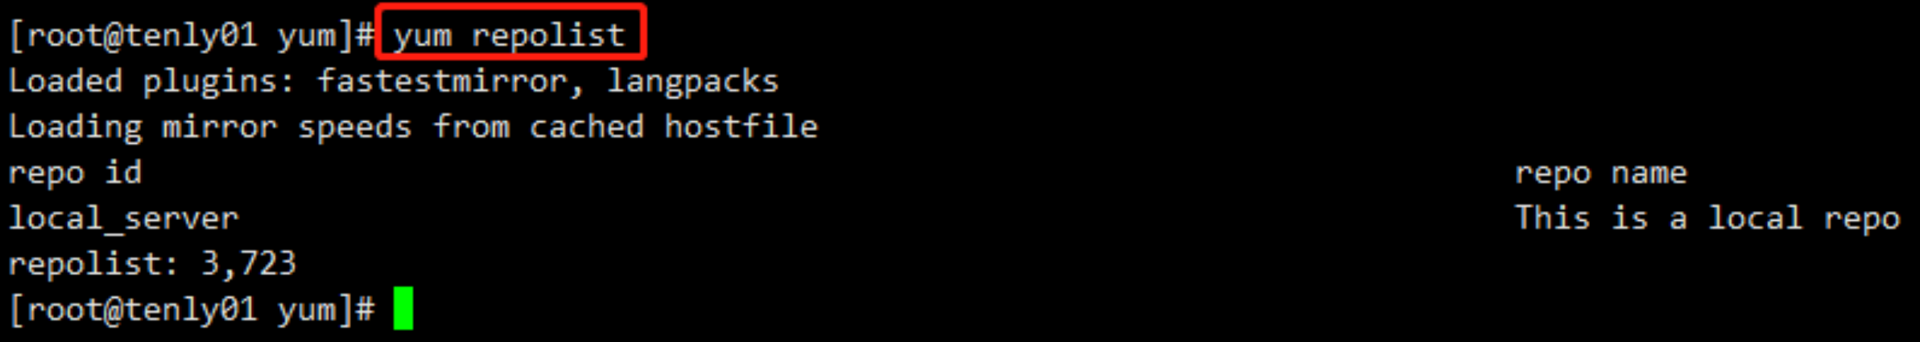 [root@tenly01 yum]# yum repolist
Loaded plugins: fastestmirror, langpacks
Loading mirror speeds from cached hostfile
repo id repo name
local_server This is a local repo
repolist: 3,723
[root@tenly01 yum]#